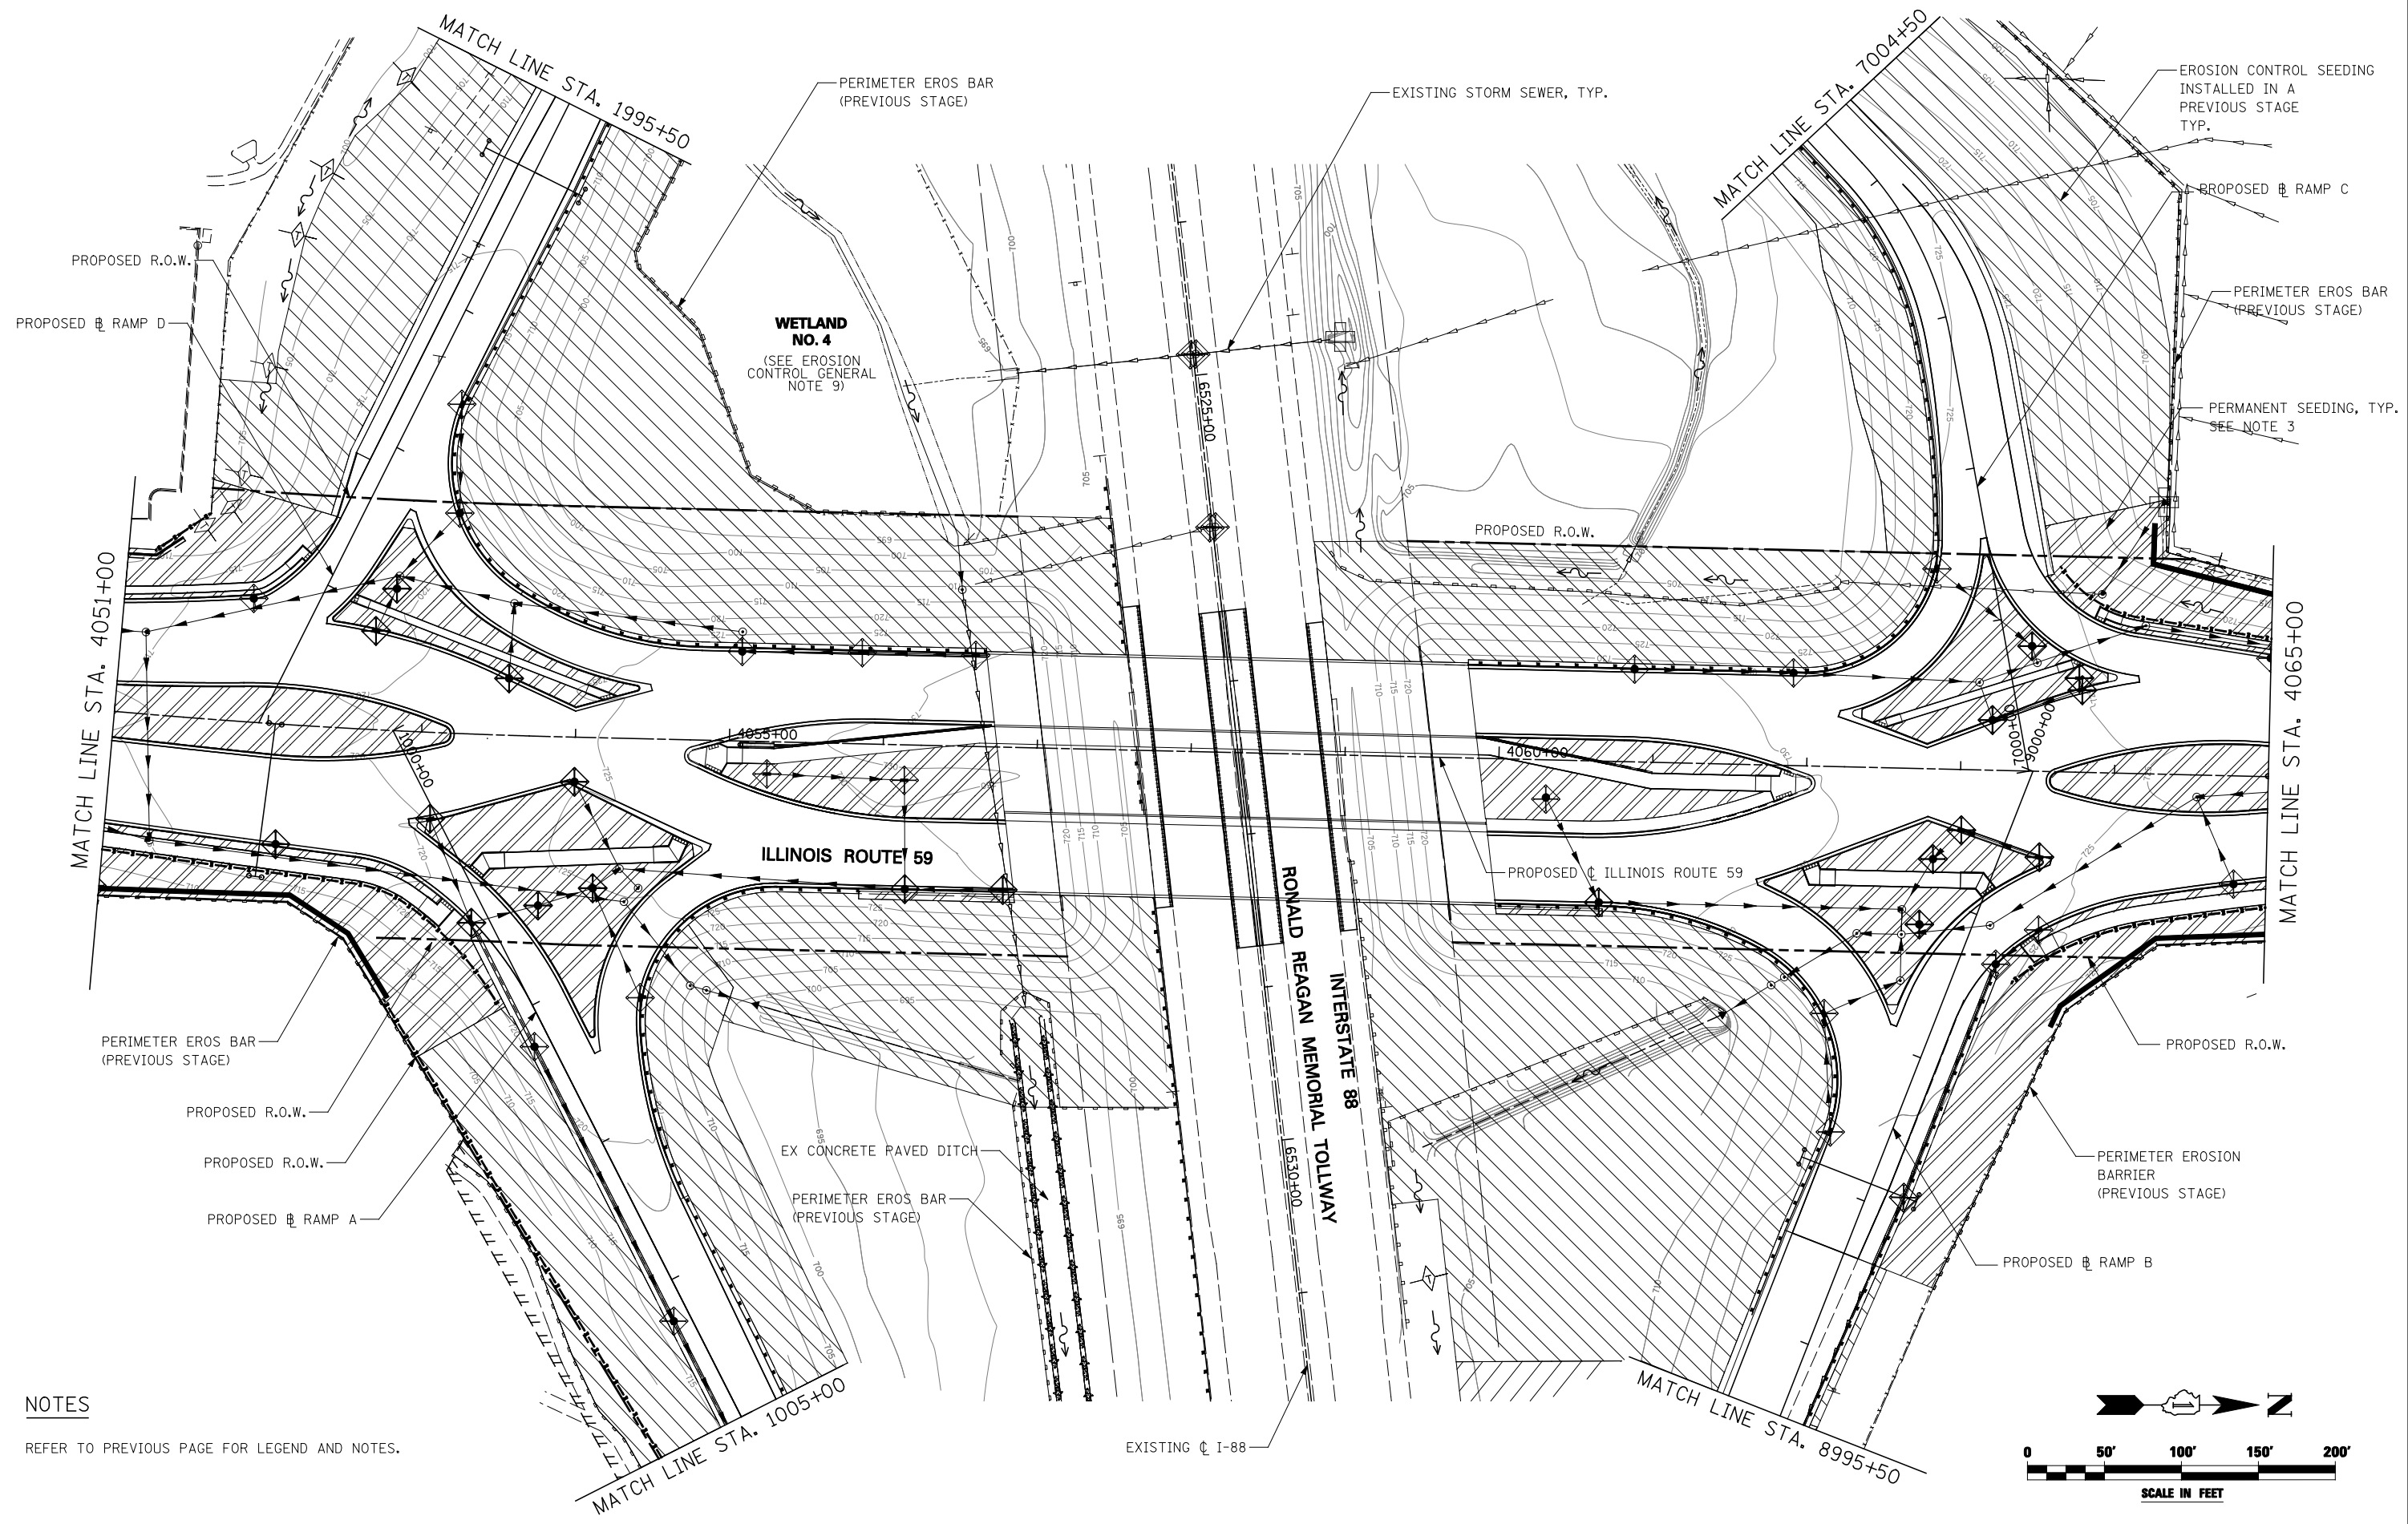 MATCH LINE STA. 1995+50
MATCH LINE STA. 7004+50
PERIMETER EROS BAR
(PREVIOUS STAGE)
EXISTING STORM SEWER, TYP.
EROSION CONTROL SEEDING
INSTALLED IN A
PREVIOUS STAGE
TYP.
PROPOSED ℄ RAMP C
PROPOSED R.O.W.
PROPOSED ℄ RAMP D
WETLAND
NO. 4
(SEE EROSION
CONTROL GENERAL
NOTE 9)
PERIMETER EROS BAR
(PREVIOUS STAGE)
PERMANENT SEEDING, TYP.
SEE NOTE 3
6525+00
PROPOSED R.O.W.
MATCH LINE STA. 4051+00
MATCH LINE STA. 4065+00
1000+00
4055+00
4060+00
7000+00
9000+00
ILLINOIS ROUTE 59
PROPOSED ℄ ILLINOIS ROUTE 59
RONALD REAGAN MEMORIAL TOLLWAY
INTERSTATE 88
PERIMETER EROS BAR
(PREVIOUS STAGE)
PROPOSED R.O.W.
PROPOSED R.O.W.
PROPOSED R.O.W.
PROPOSED ℄ RAMP A
EX CONCRETE PAVED DITCH
PERIMETER EROS BAR
(PREVIOUS STAGE)
6530+00
PERIMETER EROSION
BARRIER
(PREVIOUS STAGE)
PROPOSED ℄ RAMP B
MATCH LINE STA. 1005+00
MATCH LINE STA. 8995+50
EXISTING ℄ I-88
NOTES
REFER TO PREVIOUS PAGE FOR LEGEND AND NOTES.
N
0 50' 100' 150' 200'
SCALE IN FEET